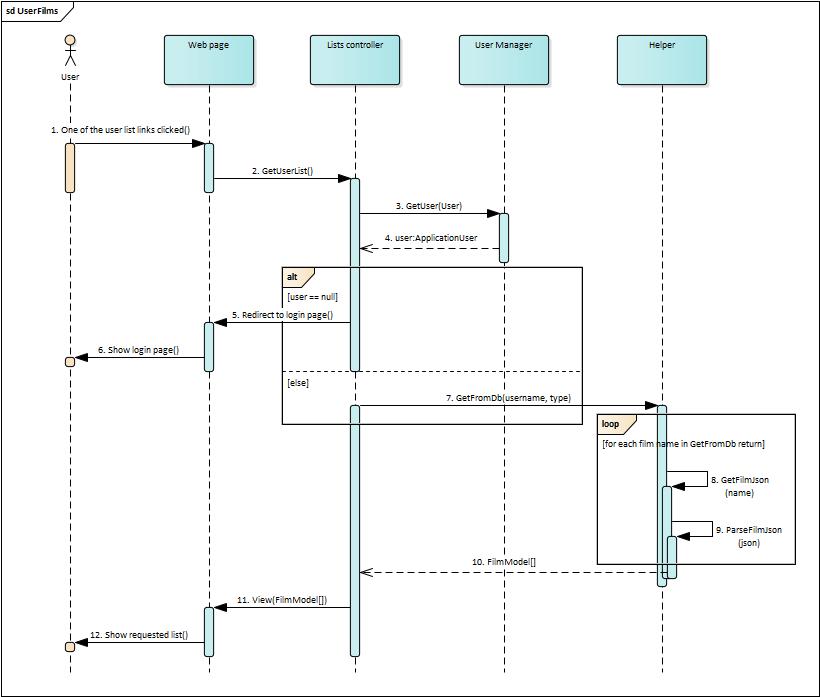 sd UserFilms
User
Web page
Lists controller
User Manager
Helper
1. One of the user list links clicked()
2. GetUserList()
3. GetUser(User)
4. user:ApplicationUser
alt
[user == null]
5. Redirect to login page()
6. Show login page()
[else]
7. GetFromDb(username, type)
loop
[for each film name in GetFromDb return]
8. GetFilmJson
(name)
9. ParseFilmJson
(json)
10. FilmModel[]
11. View(FilmModel[])
12. Show requested list()